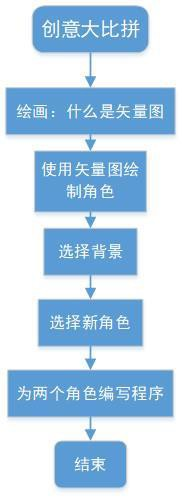 创意大比拼
绘画：什么是矢量图
使用矢量图绘
制角色
选择背景
选择新角色
为两个角色编写程序
结束